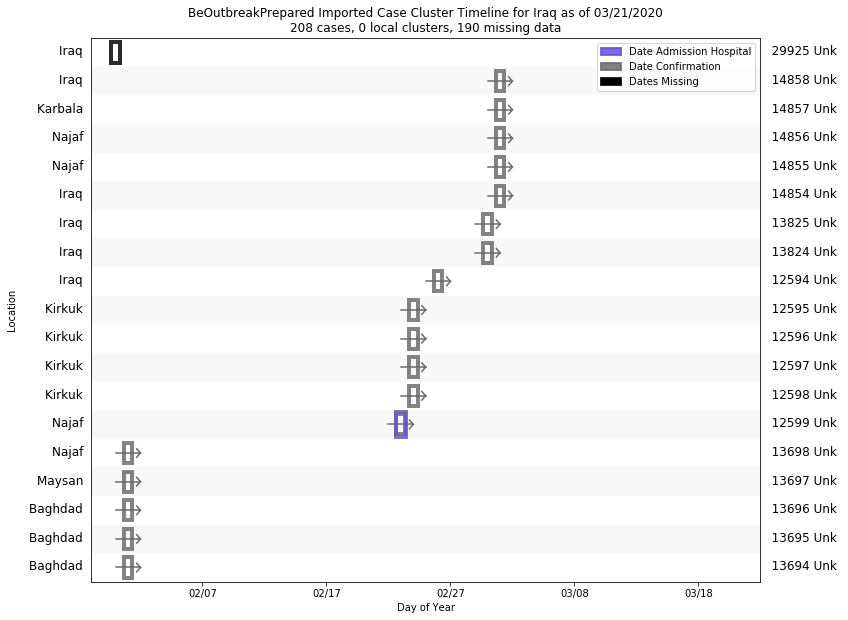 BeOutbreakPrepared Imported Case Cluster Timeline for Iraq as of 03/21/2020
208 cases, 0 local clusters, 190 missing data
Date Admission Hospital
Date Confirmation
Dates Missing
Iraq 29925 Unk
Iraq 14858 Unk
Karbala 14857 Unk
Najaf 14856 Unk
Najaf 14855 Unk
Iraq 14854 Unk
Iraq 13825 Unk
Iraq 13824 Unk
Iraq 12594 Unk
Kirkuk 12595 Unk
Kirkuk 12596 Unk
Kirkuk 12597 Unk
Kirkuk 12598 Unk
Najaf 12599 Unk
Najaf 13698 Unk
Maysan 13697 Unk
Baghdad 13696 Unk
Baghdad 13695 Unk
Baghdad 13694 Unk
Location
02/07 02/17 02/27 03/08 03/18
Day of Year